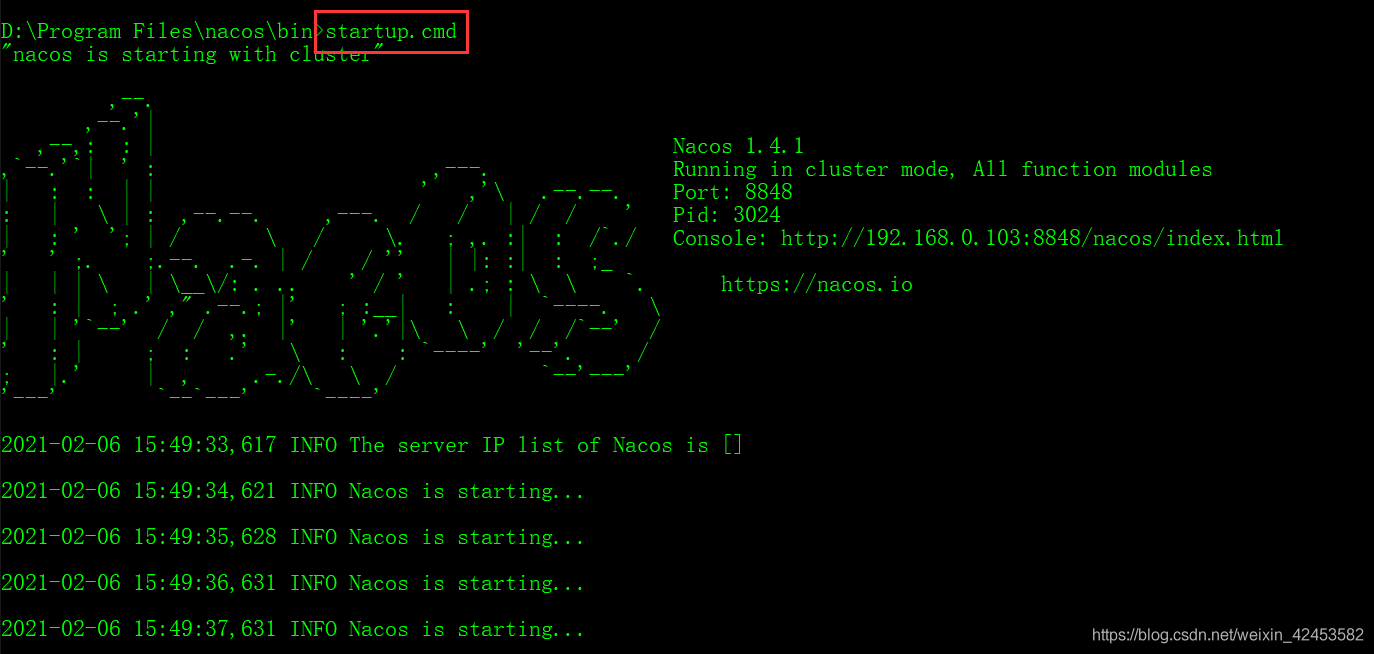 D:\Program Files\nacos\bin>startup.cmd
"nacos is starting with cluster"
Nacos 1.4.1
Running in cluster mode, All function modules
Port: 8848
Pid: 3024
Console: http://192.168.0.103:8848/nacos/index.html
https://nacos.io
2021-02-06 15:49:33,617 INFO The server IP list of Nacos is []
2021-02-06 15:49:34,621 INFO Nacos is starting...
2021-02-06 15:49:35,628 INFO Nacos is starting...
2021-02-06 15:49:36,631 INFO Nacos is starting...
2021-02-06 15:49:37,631 INFO Nacos is starting...
https://blog.csdn.net/weixin_42453582